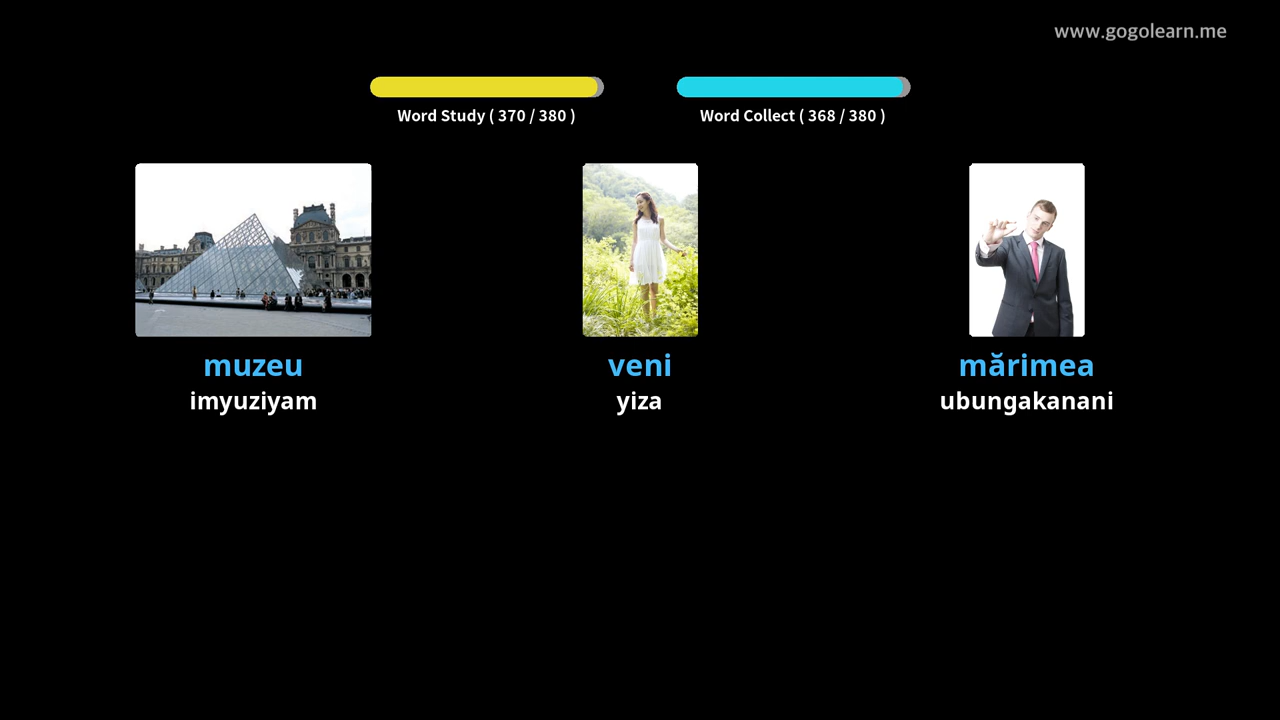 www.gogolearn.me
Word Study ( 370 / 380 )
Word Collect ( 368 / 380 )
muzeu
imyuziyam
veni
yiza
mărimea
ubungakanani